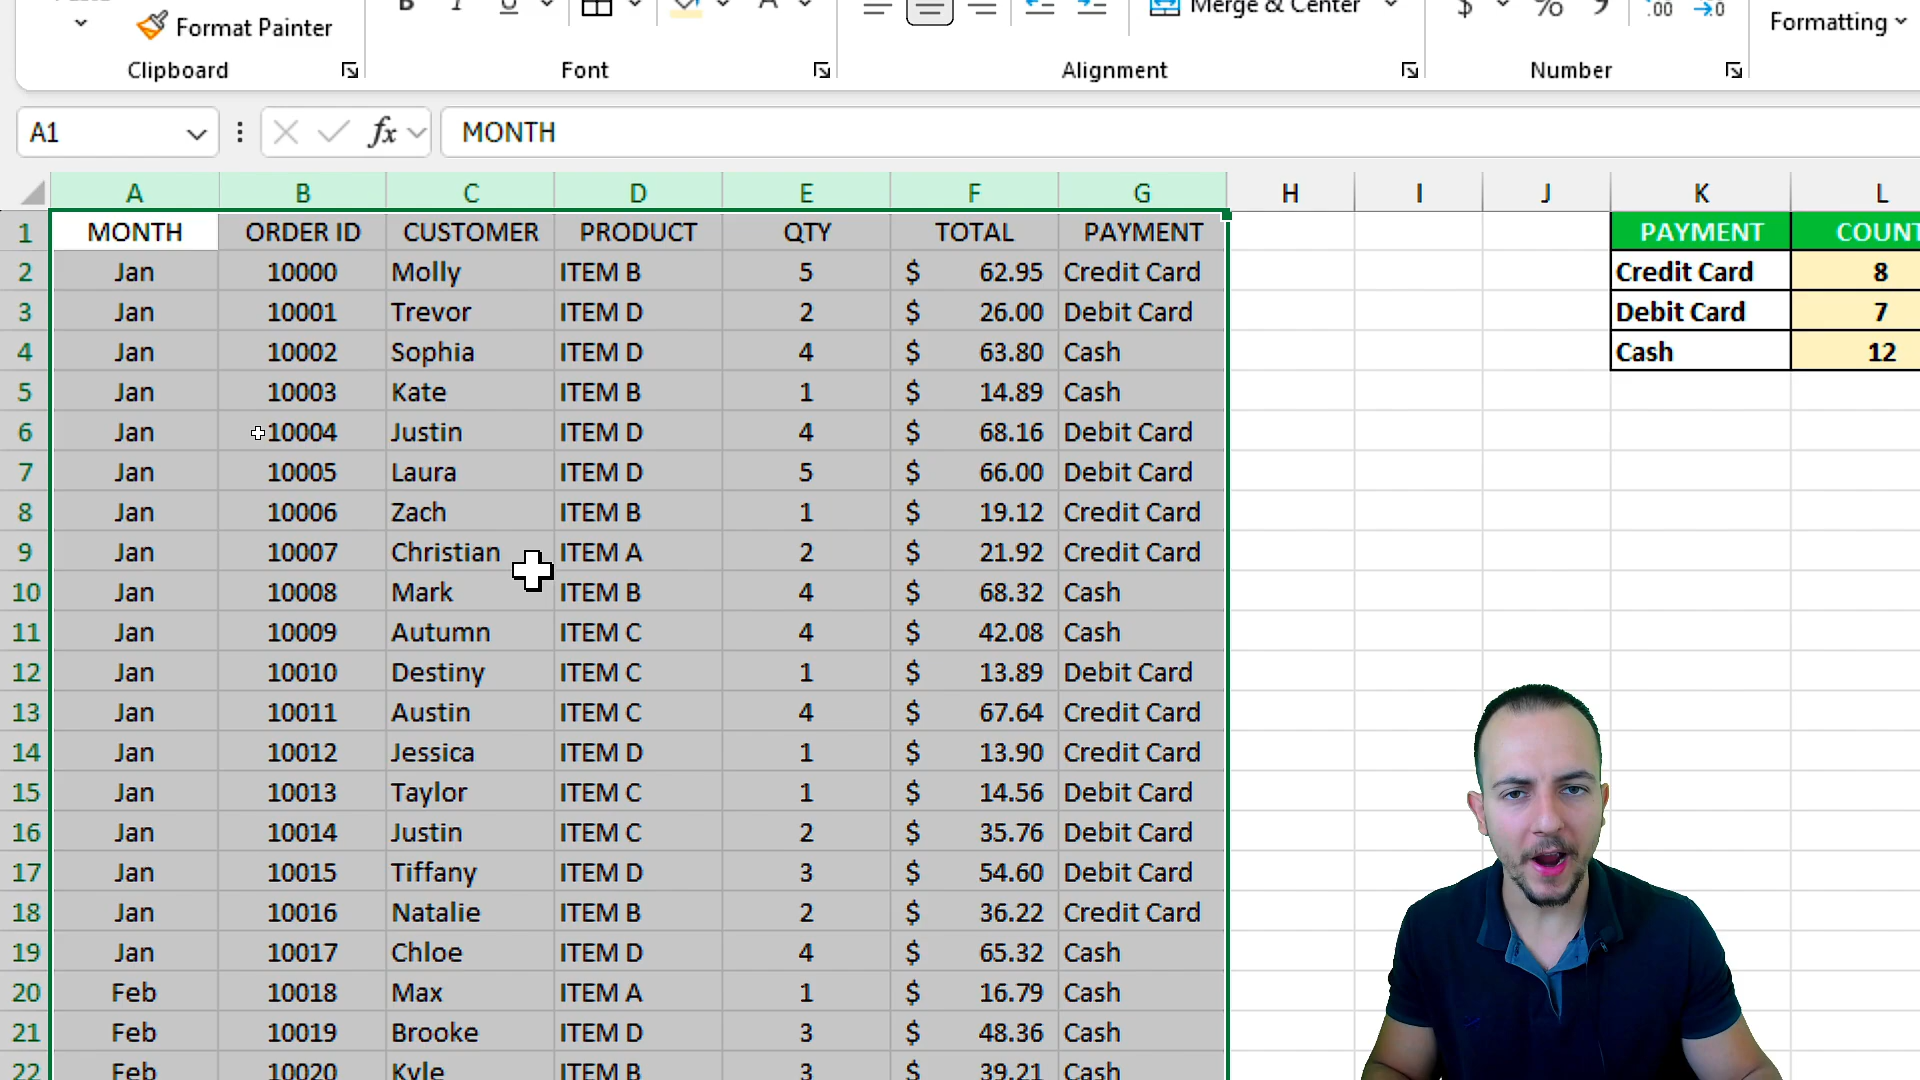 Format Painter
B I U A
Merge & Center
$ % 9 .00 .0
Formatting
Clipboard Font Alignment Number
A1 fx MONTH
A B C D E F G H I J K L
1 MONTH ORDER ID CUSTOMER PRODUCT QTY TOTAL PAYMENT PAYMENT COUNT
2 Jan 10000 Molly ITEM B 5 $ 62.95 Credit Card Credit Card 8
3 Jan 10001 Trevor ITEM D 2 $ 26.00 Debit Card Debit Card 7
4 Jan 10002 Sophia ITEM D 4 $ 63.80 Cash Cash 12
5 Jan 10003 Kate ITEM B 1 $ 14.89 Cash
6 Jan 10004 Justin ITEM D 4 $ 68.16 Debit Card
7 Jan 10005 Laura ITEM D 5 $ 66.00 Debit Card
8 Jan 10006 Zach ITEM B 1 $ 19.12 Credit Card
9 Jan 10007 Christian ITEM A 2 $ 21.92 Credit Card
10 Jan 10008 Mark ITEM B 4 $ 68.32 Cash
11 Jan 10009 Autumn ITEM C 4 $ 42.08 Cash
12 Jan 10010 Destiny ITEM C 1 $ 13.89 Debit Card
13 Jan 10011 Austin ITEM C 4 $ 67.64 Credit Card
14 Jan 10012 Jessica ITEM D 1 $ 13.90 Credit Card
15 Jan 10013 Taylor ITEM C 1 $ 14.56 Debit Card
16 Jan 10014 Justin ITEM C 2 $ 35.76 Debit Card
17 Jan 10015 Tiffany ITEM D 3 $ 54.60 Debit Card
18 Jan 10016 Natalie ITEM B 2 $ 36.22 Credit Card
19 Jan 10017 Chloe ITEM D 4 $ 65.32 Cash
20 Feb 10018 Max ITEM A 1 $ 16.79 Cash
21 Feb 10019 Brooke ITEM D 3 $ 48.36 Cash
22 Feb 10020 Kyle ITEM B 3 $ 39.21 Cash